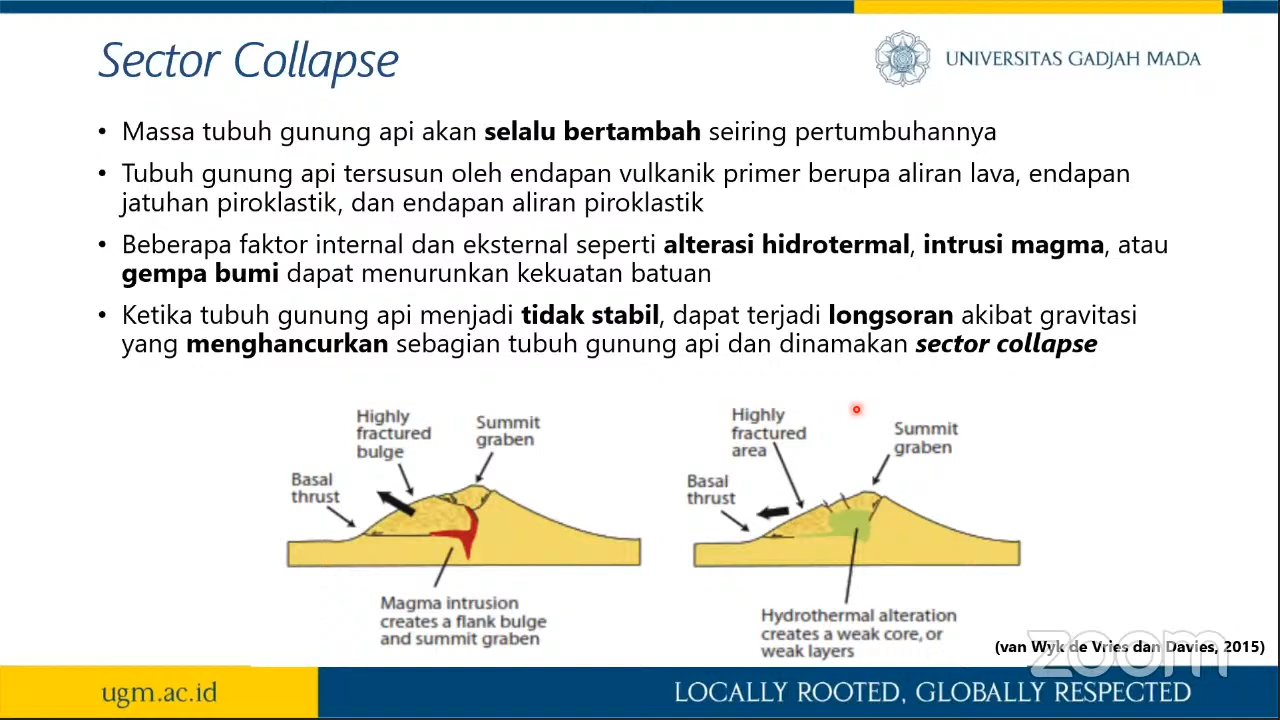 Sector Collapse
UNIVERSITAS GADJAH MADA
• Massa tubuh gunung api akan selalu bertambah seiring pertumbuhannya
• Tubuh gunung api tersusun oleh endapan vulkanik primer berupa aliran lava, endapan
jatuhan piroklastik, dan endapan aliran piroklastik
• Beberapa faktor internal dan eksternal seperti alterasi hidrotermal, intrusi magma, atau
gempa bumi dapat menurunkan kekuatan batuan
• Ketika tubuh gunung api menjadi tidak stabil, dapat terjadi longsoran akibat gravitasi
yang menghancurkan sebagian tubuh gunung api dan dinamakan sector collapse
Highly
fractured
bulge
Summit
graben
Basal
thrust
Magma intrusion
creates a flank bulge
and summit graben
Highly
fractured
area
Summit
graben
Basal
thrust
Hydrothermal alteration
creates a weak core, or
weak layers
(van Wyk de Vries dan Davies, 2015)
zoom
ugm.ac.id
LOCALLY ROOTED, GLOBALLY RESPECTED